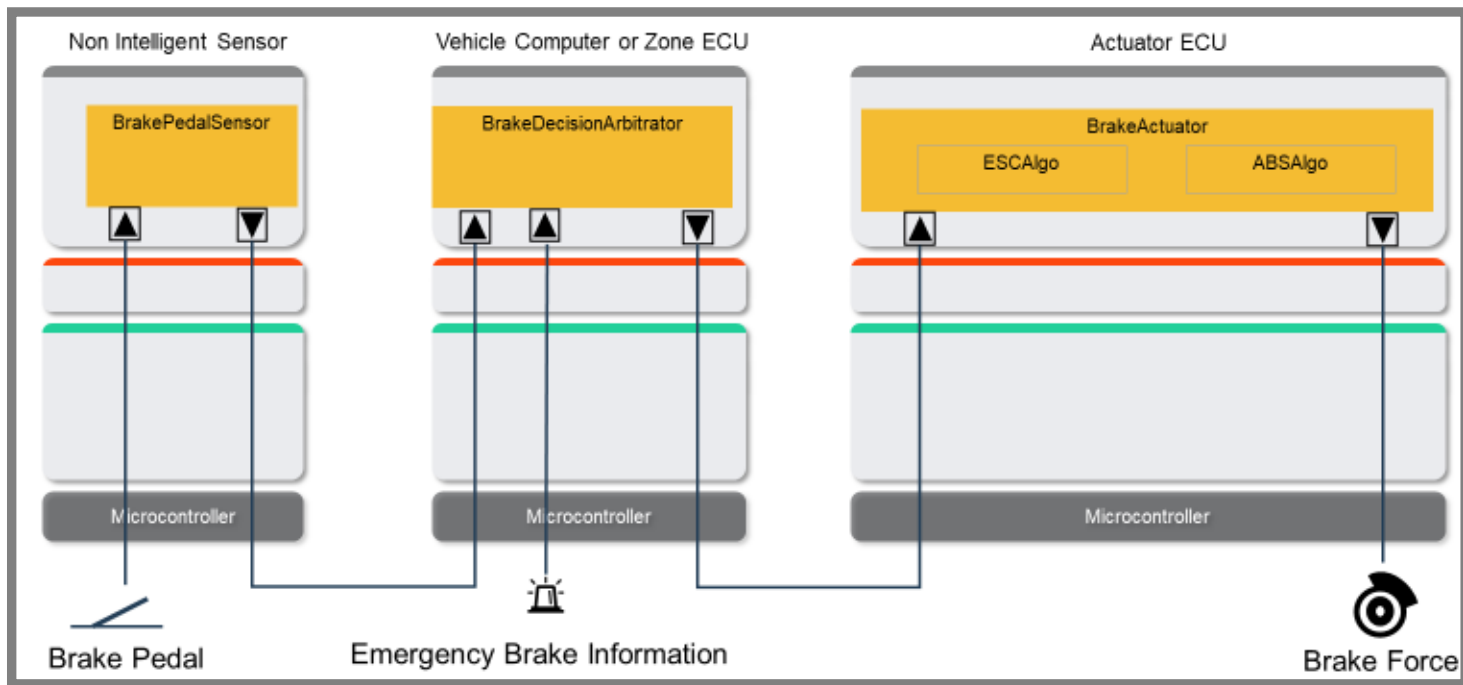 Non Intelligent Sensor
Vehicle Computer or Zone ECU
Actuator ECU
BrakePedalSensor
BrakeDecisionArbitrator
BrakeActuator
ESCAlgo
ABSAlgo
Microcontroller
Microcontroller
Microcontroller
Brake Pedal
Emergency Brake Information
Brake Force